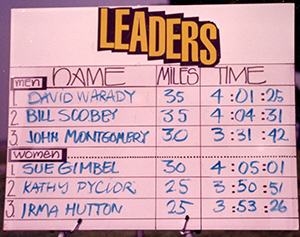 LEADERS
men NAME MILES TIME
1. DAVID WARADY 35 4:01:25
2. BILL SCOBEY 35 4:04:31
3. JOHN MONTGOMERY 30 3:31:42
women
1. SUE GIMBEL 30 4:05:01
2. KATHY PYCLOR 25 3:50:51
3. IRMA HUTTON 25 3:53:26